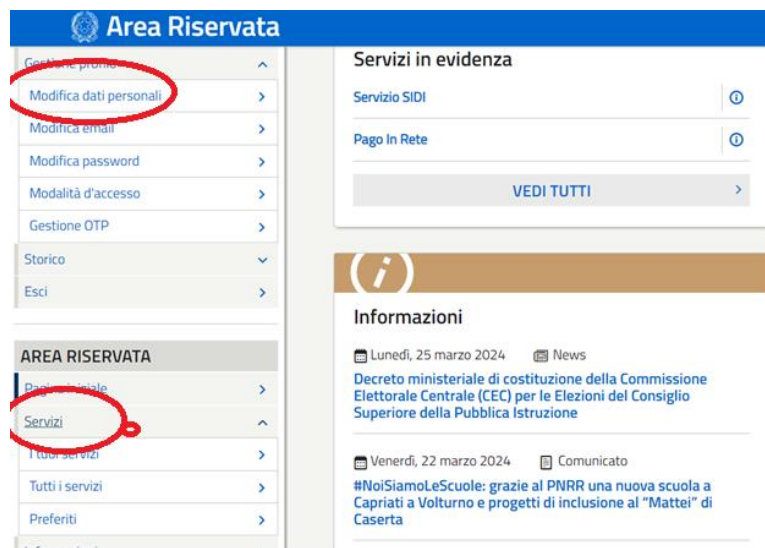 Area Riservata
Gestione profilo
Modifica dati personali
Modifica email
Modifica password
Modalità d'accesso
Gestione OTP
Storico
Esci
AREA RISERVATA
Pagina iniziale
Servizi
I tuoi servizi
Tutti i servizi
Preferiti
Servizi in evidenza
Servizio SIDI
Pago In Rete
VEDI TUTTI
Informazioni
Lunedì, 25 marzo 2024 News
Decreto ministeriale di costituzione della Commissione
Elettorale Centrale (CEC) per le Elezioni del Consiglio
Superiore della Pubblica Istruzione
Venerdì, 22 marzo 2024 Comunicato
#NoiSiamoLeScuole: grazie al PNRR una nuova scuola a
Capriati a Volturno e progetti di inclusione al “Mattei” di
Caserta